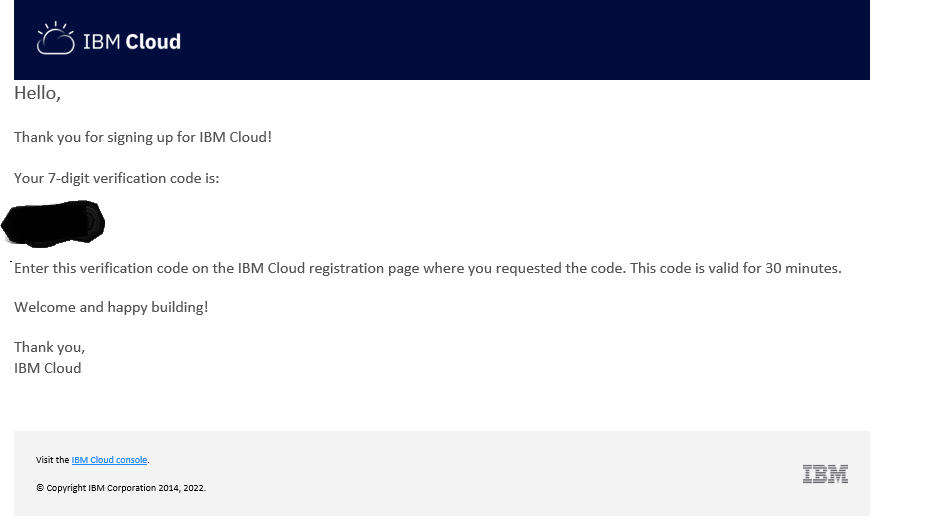 IBM Cloud
Hello,
Thank you for signing up for IBM Cloud!
Your 7-digit verification code is:
Enter this verification code on the IBM Cloud registration page where you requested the code. This code is valid for 30 minutes.
Welcome and happy building!
Thank you,
IBM Cloud
Visit the IBM Cloud console.
© Copyright IBM Corporation 2014, 2022.
IBM